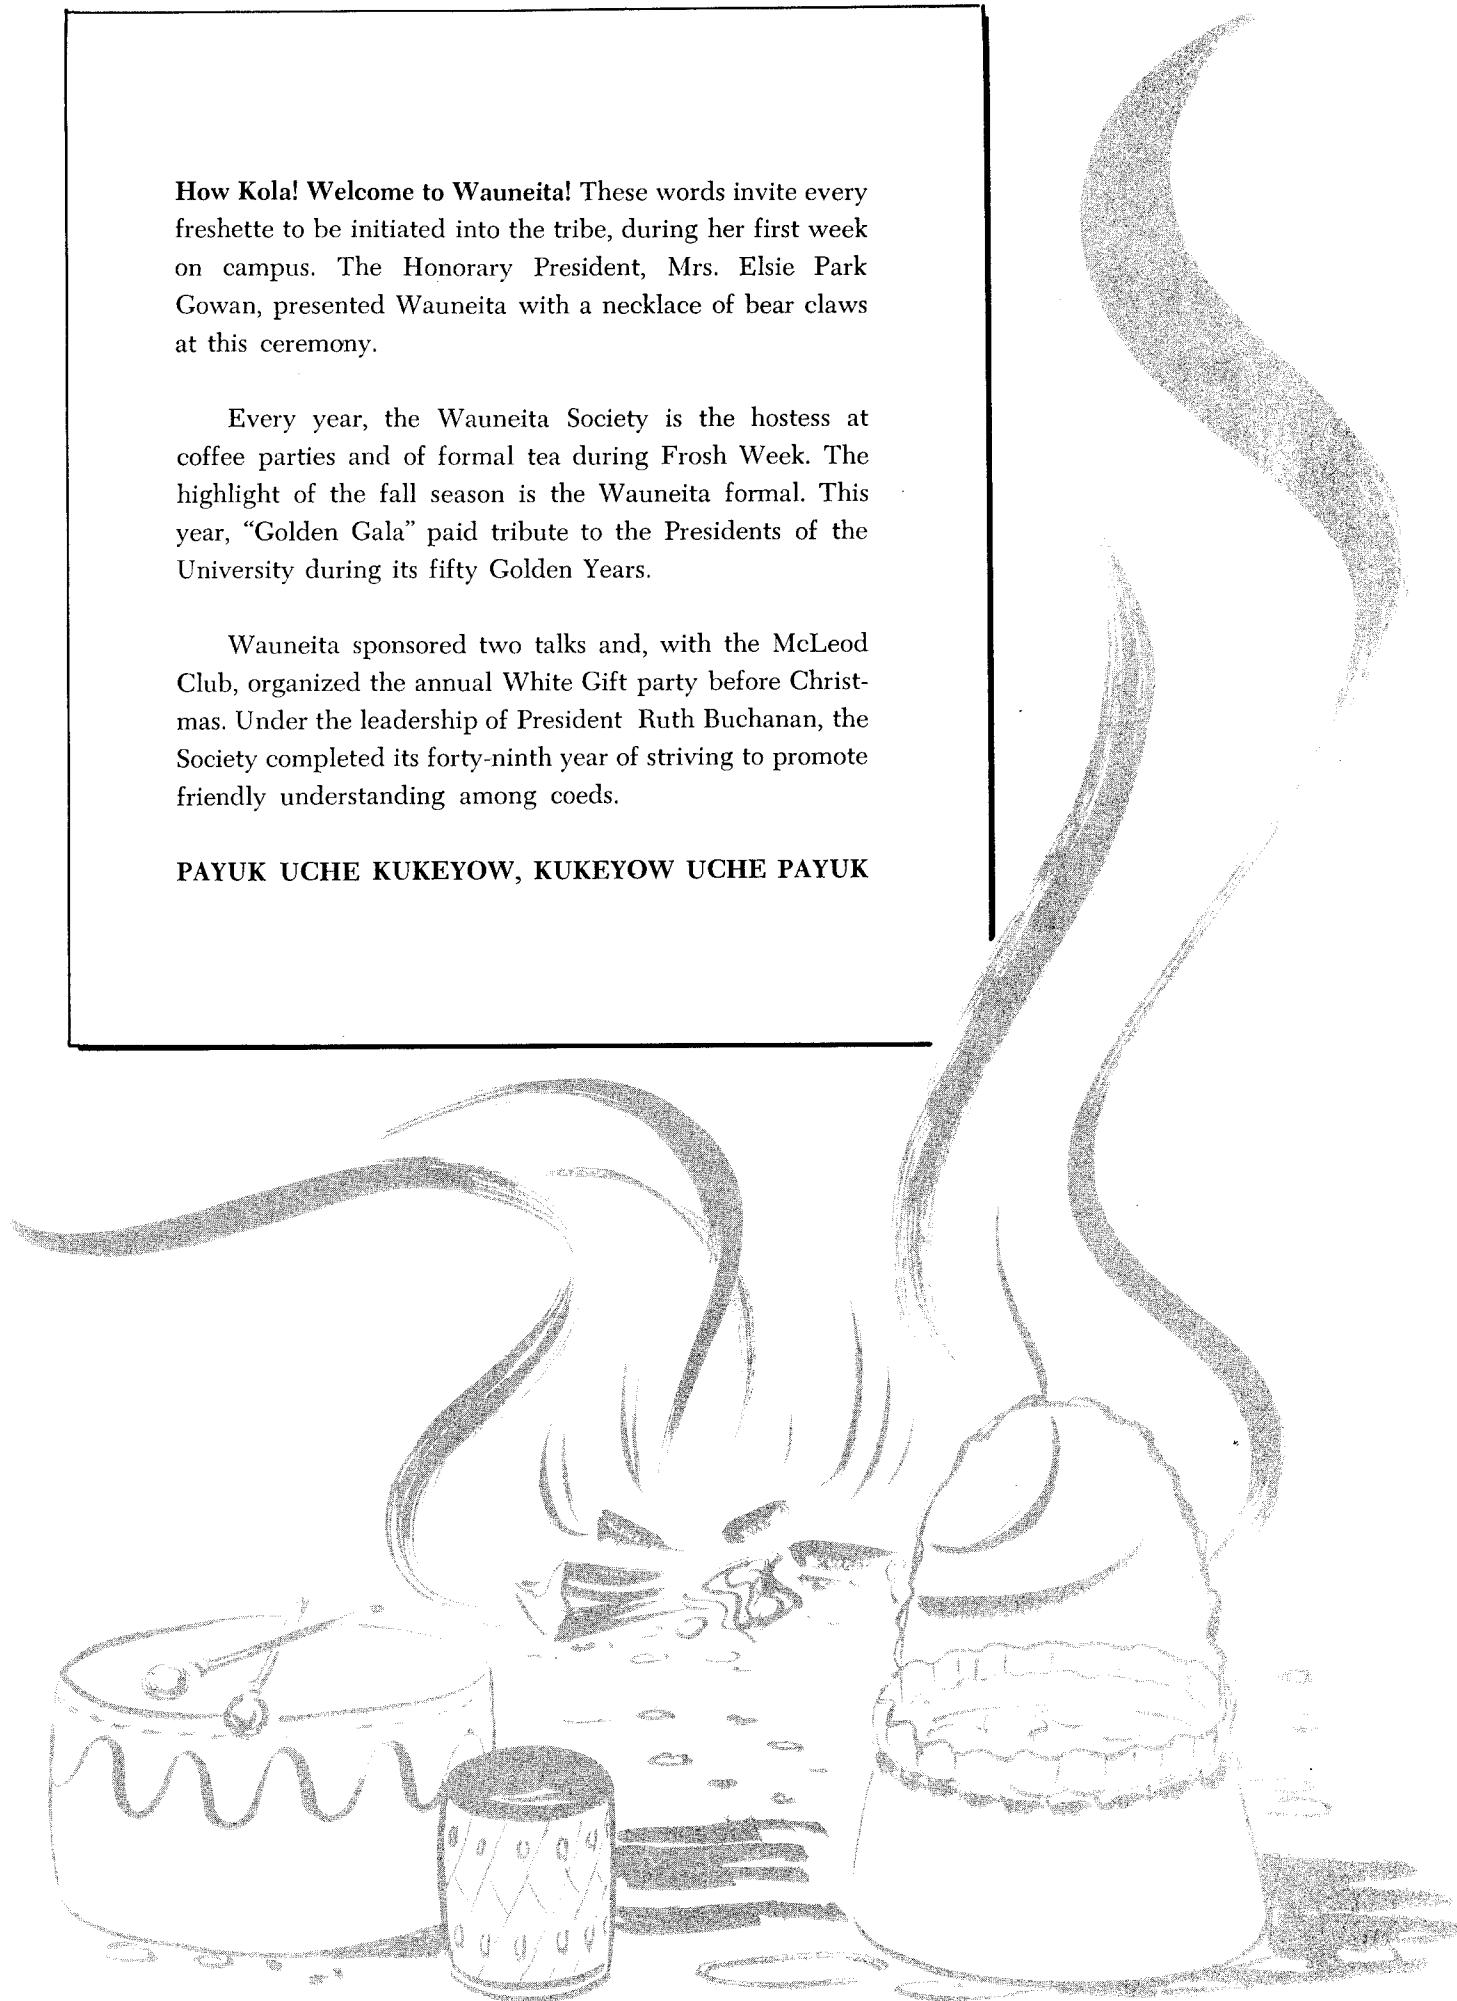 How Kola! Welcome to Wauneita! These words invite every
freshette to be initiated into the tribe, during her first week
on campus. The Honorary President, Mrs. Elsie Park
Gowan, presented Wauneita with a necklace of bear claws
at this ceremony.
Every year, the Wauneita Society is the hostess at
coffee parties and of formal tea during Frosh Week. The
highlight of the fall season is the Wauneita formal. This
year, “Golden Gala” paid tribute to the Presidents of the
University during its fifty Golden Years.
Wauneita sponsored two talks and, with the McLeod
Club, organized the annual White Gift party before Christ-
mas. Under the leadership of President Ruth Buchanan, the
Society completed its forty-ninth year of striving to promote
friendly understanding among coeds.
PAYUK UCHE KUKEYOW, KUKEYOW UCHE PAYUK